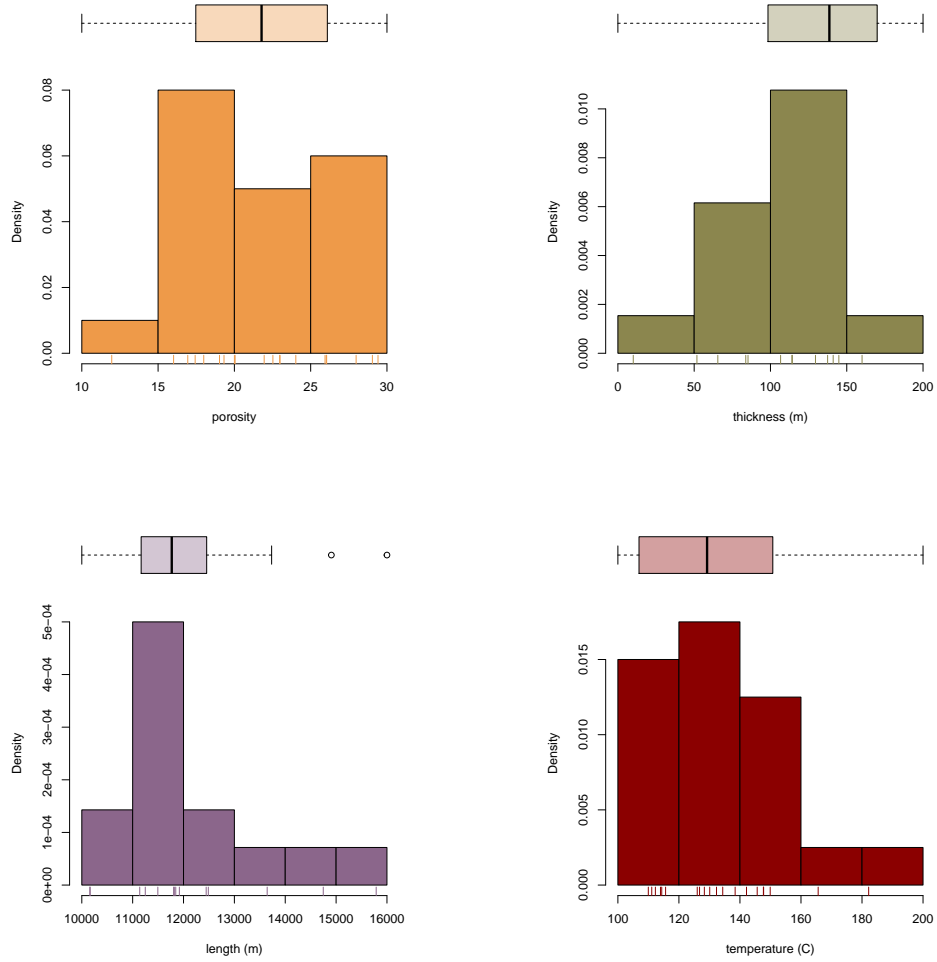 Density
0.00
0.02
0.04
0.06
0.08
10
15
20
25
30
porosity
Density
0.000
0.002
0.004
0.006
0.008
0.010
0
50
100
150
200
thickness (m)
Density
0e+00
1e−04
2e−04
3e−04
4e−04
5e−04
10000
11000
12000
13000
14000
15000
16000
length (m)
Density
0.000
0.005
0.010
0.015
100
120
140
160
180
200
temperature (C)